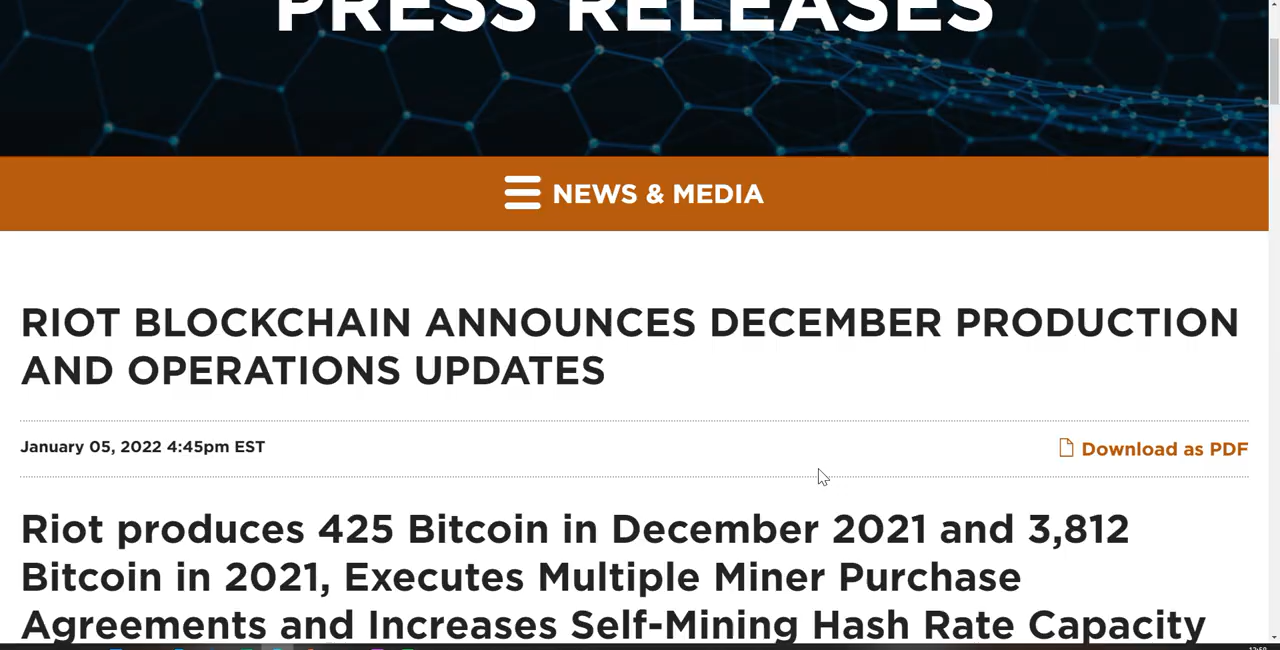 PRESS RELEASES
NEWS & MEDIA
RIOT BLOCKCHAIN ANNOUNCES DECEMBER PRODUCTION
AND OPERATIONS UPDATES
January 05, 2022 4:45pm EST
Download as PDF
Riot produces 425 Bitcoin in December 2021 and 3,812
Bitcoin in 2021, Executes Multiple Miner Purchase
Agreements and Increases Self-Mining Hash Rate Capacity